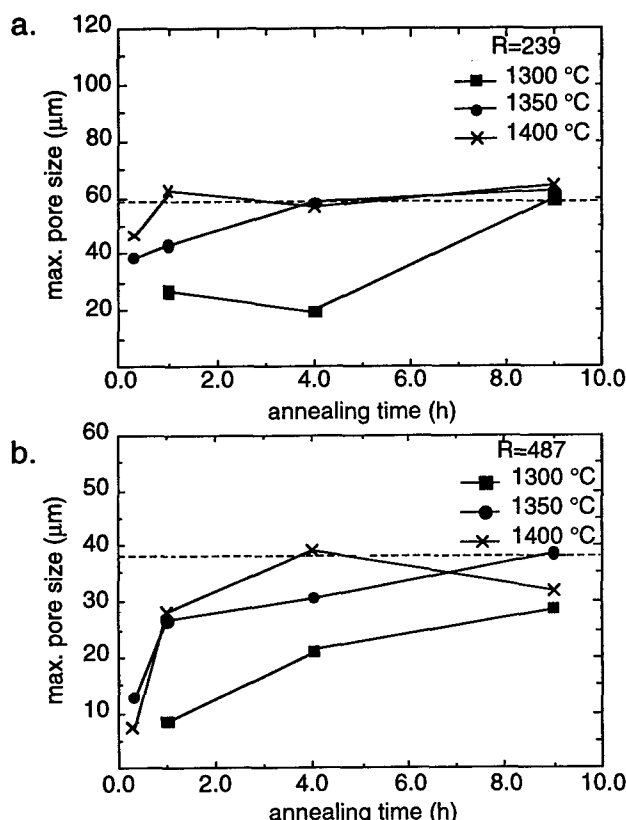 a.
120
100
80
60
40
20
0
max. pore size (μm)
R=239
1300 °C
1350 °C
1400 °C
0.0 2.0 4.0 6.0 8.0 10.0
annealing time (h)
b.
60
50
40
30
20
10
0
max. pore size (μm)
R=487
1300 °C
1350 °C
1400 °C
0.0 2.0 4.0 6.0 8.0 10.0
annealing time (h)